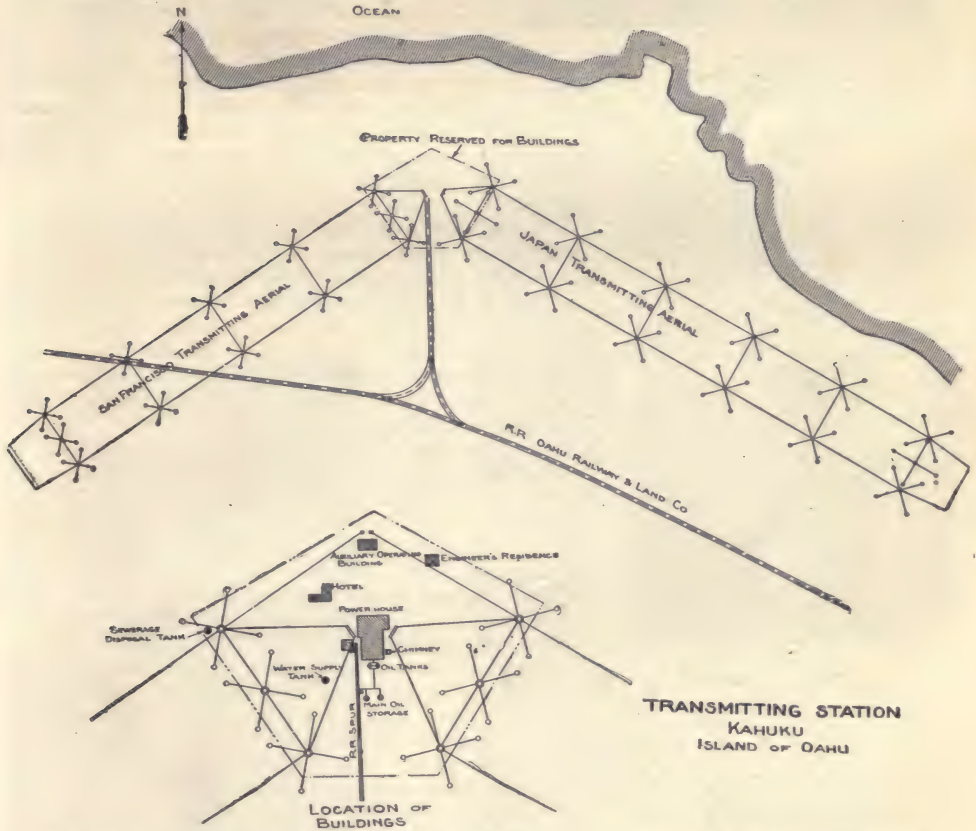 N
OCEAN
PROPERTY RESERVED FOR BUILDINGS
SAN FRANCISCO TRANSMITTING AERIAL
JAPAN TRANSMITTING AERIAL
R.R. OAHU RAILWAY & LAND CO
AUXILIARY OPERATING
BUILDING
ENGINEER'S RESIDENCE
HOTEL
POWER HOUSE
SEWERAGE
DISPOSAL TANK
CHIMNEY
OIL TANKS
WATER SUPPLY
TANK
MAIN OIL
STORAGE
R.R. SPUR
TRANSMITTING STATION
KAHUKU
ISLAND OF OAHU
LOCATION OF
BUILDINGS